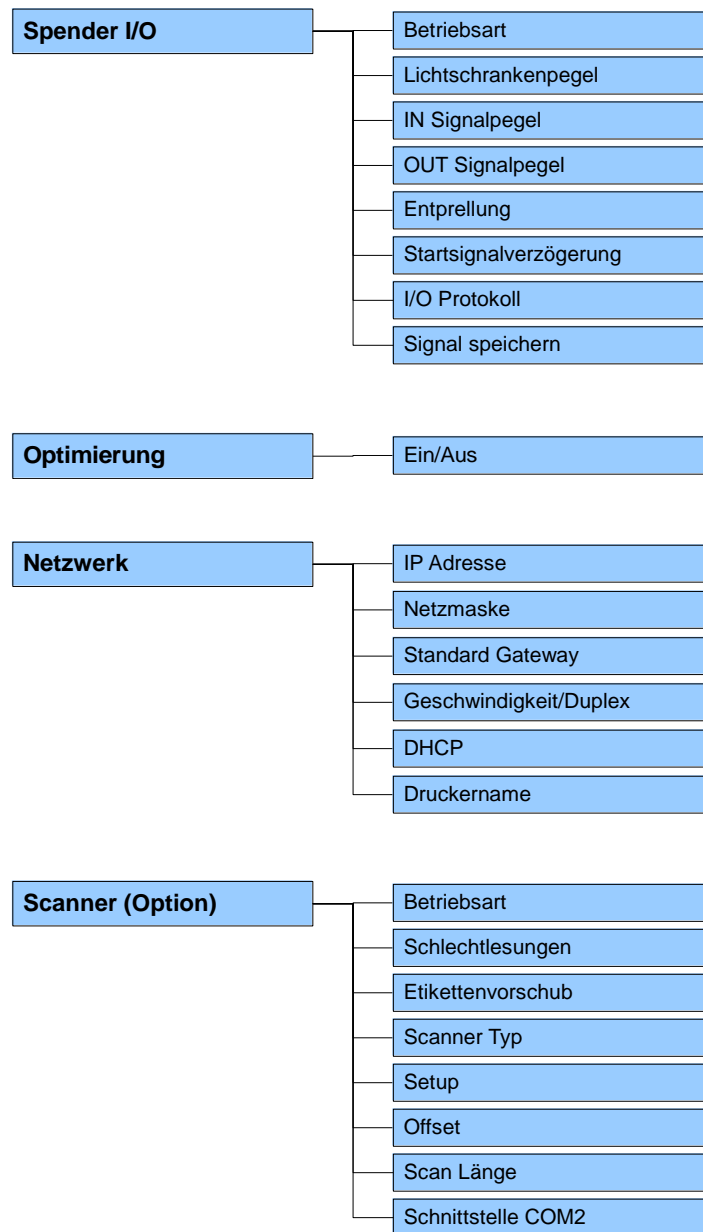 Spender I/O
Betriebsart
Lichtschrankenpegel
IN Signalpegel
OUT Signalpegel
Entprellung
Startsignalverzögerung
I/O Protokoll
Signal speichern
Optimierung
Ein/Aus
Netzwerk
IP Adresse
Netzmaske
Standard Gateway
Geschwindigkeit/Duplex
DHCP
Druckername
Scanner (Option)
Betriebsart
Schlechtlesungen
Etikettenvorschub
Scanner Typ
Setup
Offset
Scan Länge
Schnittstelle COM2